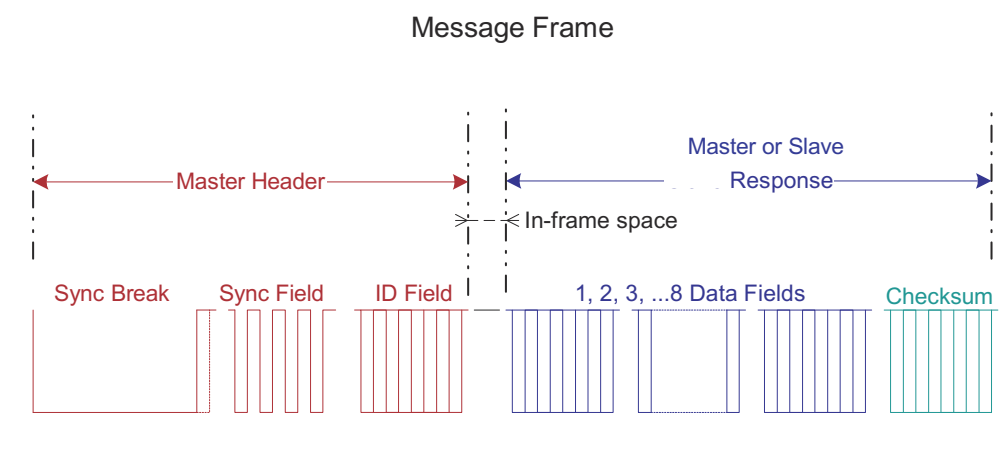 Message Frame
Master Header
Master or Slave
Response
In-frame space
Sync Break
Sync Field
ID Field
1, 2, 3, ...8 Data Fields
Checksum